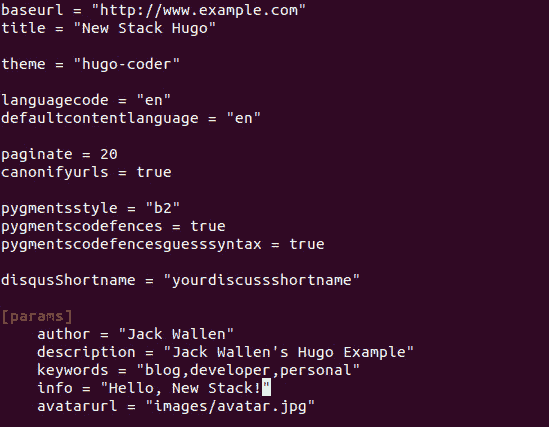 baseurl = "http://www.example.com"
title = "New Stack Hugo"
theme = "hugo-coder"
languagecode = "en"
defaultcontentlanguage = "en"
paginate = 20
canonifyurls = true
pygmentsstyle = "b2"
pygmentscodefences = true
pygmentscodefencesguesssyntax = true
disqusShortname = "yourdiscussshortname"
[params]
    author = "Jack Wallen"
    description = "Jack Wallen's Hugo Example"
    keywords = "blog,developer,personal"
    info = "Hello, New Stack!"
    avatarurl = "images/avatar.jpg"